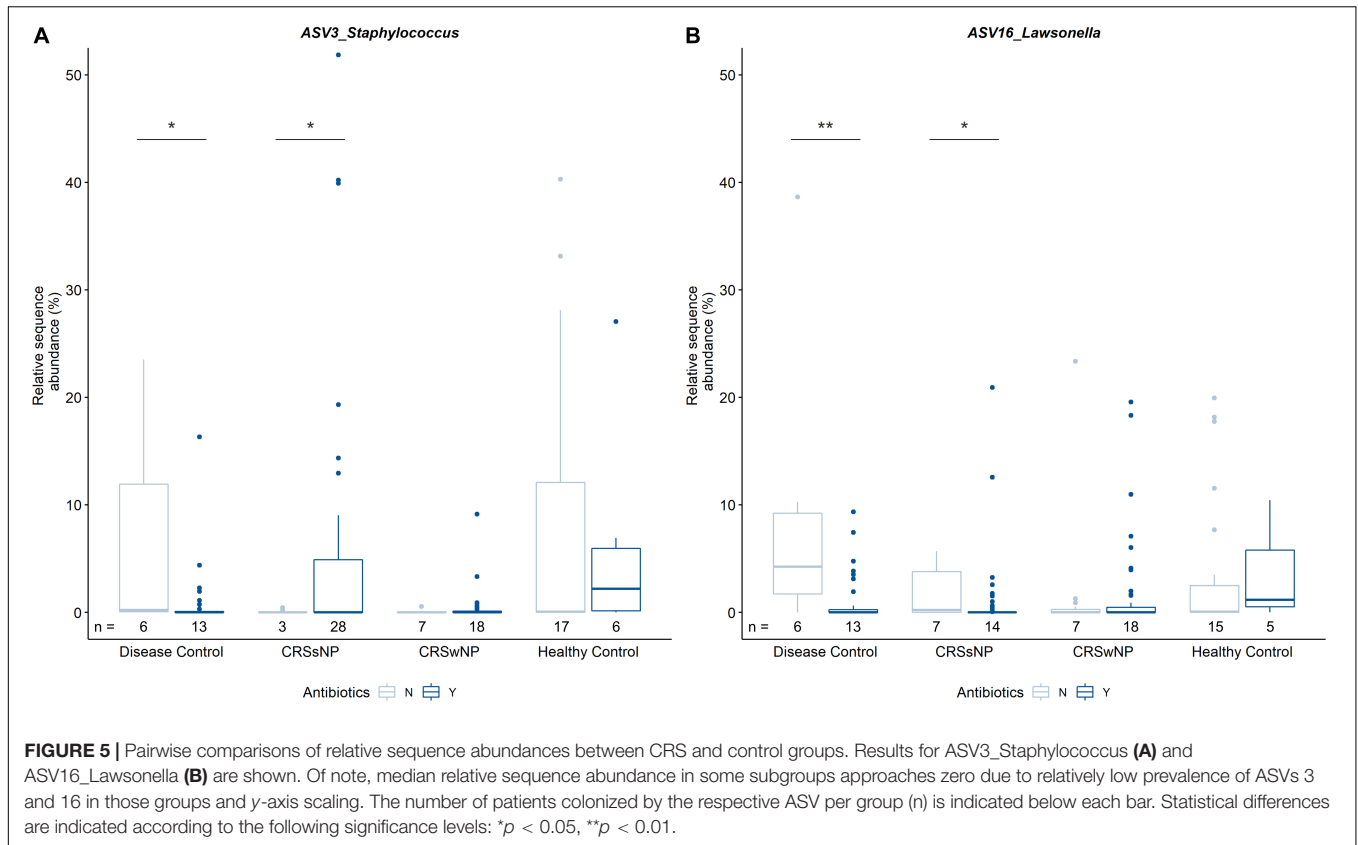 A
ASV3_Staphylococcus
Relative sequence
abundance (%)
50
40
30
20
10
0
*
*
n =
6
13
3
28
7
18
17
6
Disease Control
CRSsNP
CRSwNP
Healthy Control
Antibiotics N Y
B
ASV16_Lawsonella
Relative sequence
abundance (%)
50
40
30
20
10
0
**
*
n =
6
13
7
14
7
18
15
5
Disease Control
CRSsNP
CRSwNP
Healthy Control
Antibiotics N Y
FIGURE 5 | Pairwise comparisons of relative sequence abundances between CRS and control groups. Results for ASV3_Staphylococcus (A) and
ASV16_Lawsonella (B) are shown. Of note, median relative sequence abundance in some subgroups approaches zero due to relatively low prevalence of ASVs 3
and 16 in those groups and y-axis scaling. The number of patients colonized by the respective ASV per group (n) is indicated below each bar. Statistical differences
are indicated according to the following significance levels: *p < 0.05, **p < 0.01.